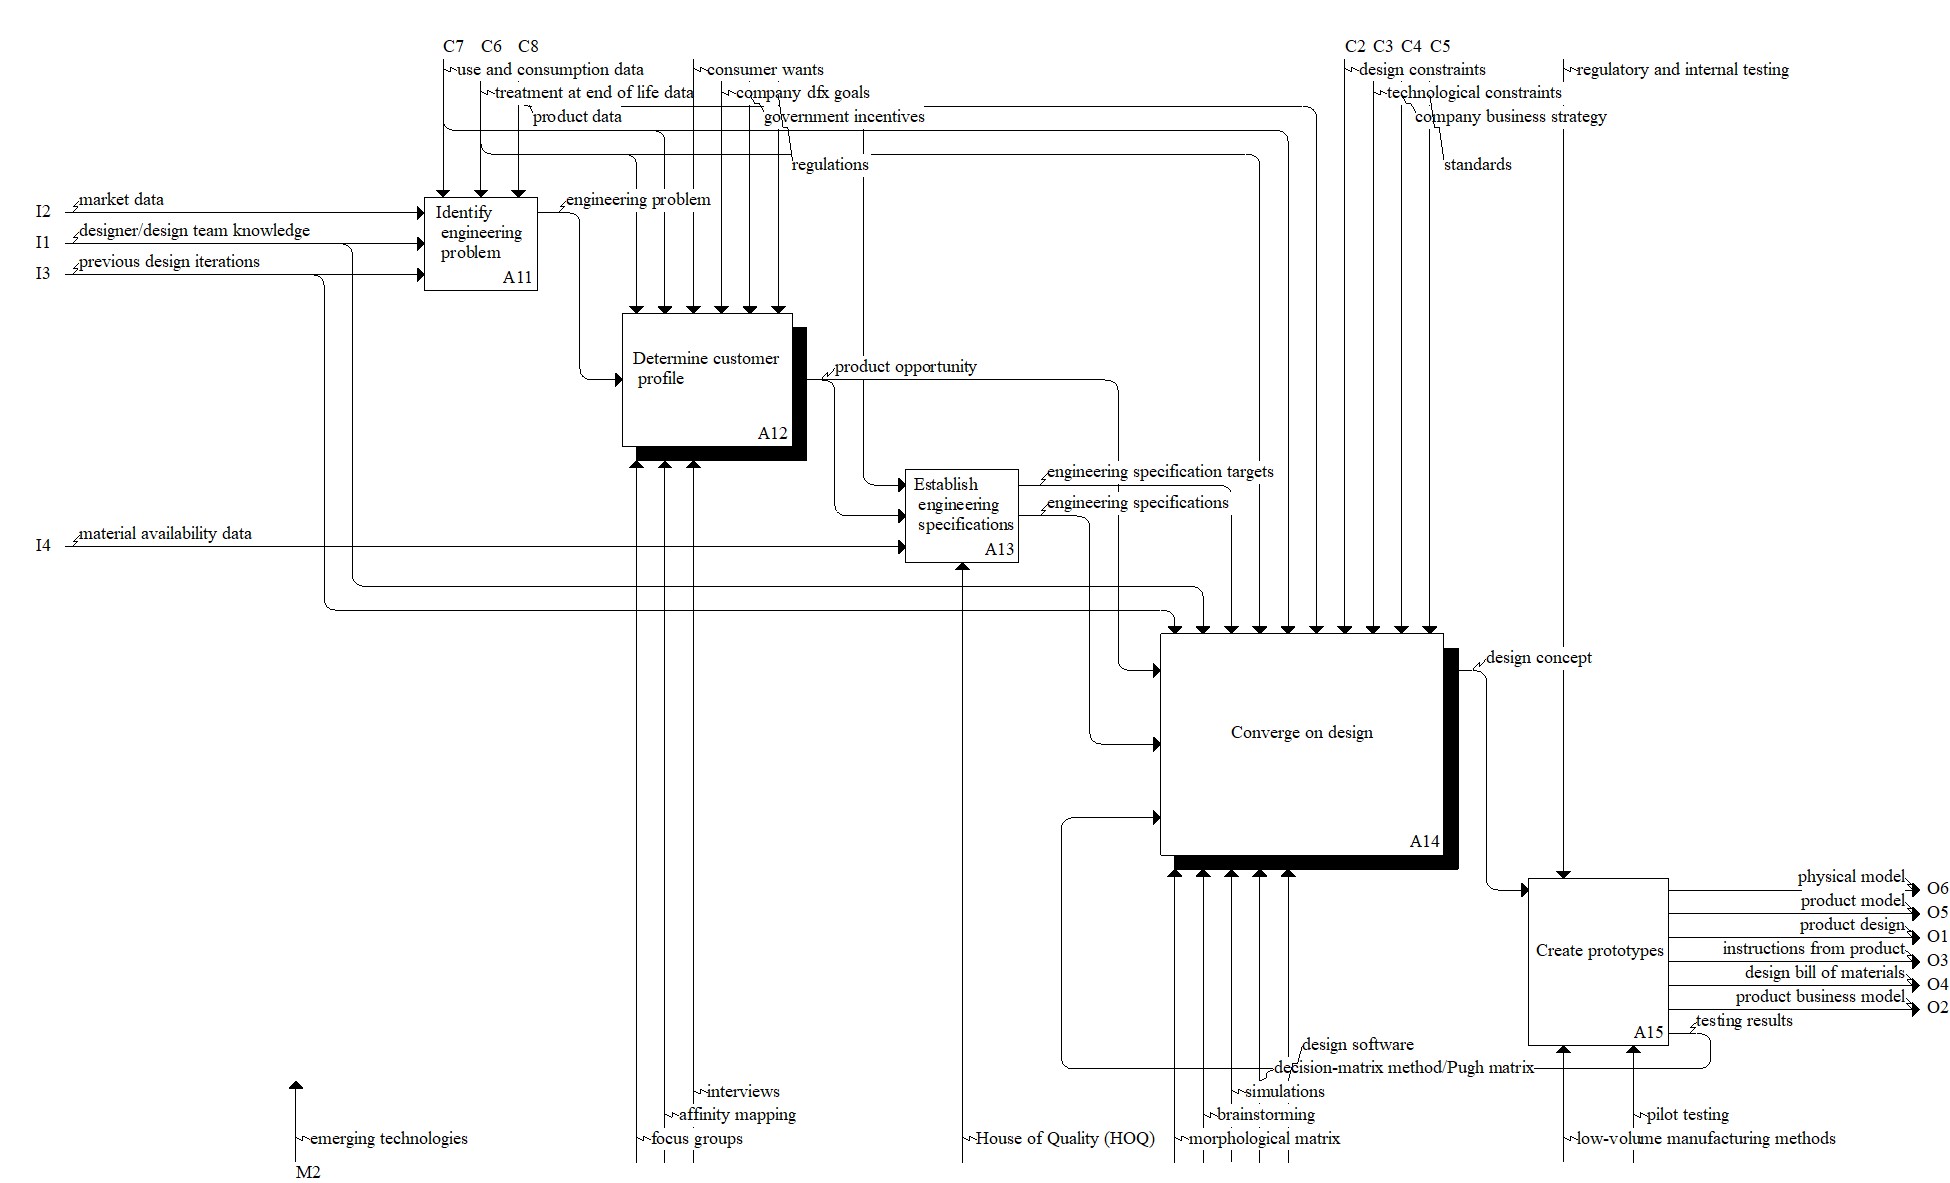 C7 C6 C8 C2 C3 C4 C5
use and consumption data consumer wants design constraints regulatory and internal testing
treatment at end of life data company dfx goals technological constraints
product data government incentives company business strategy
regulations standards
I2 market data engineering problem
Identify
engineering
problem
A11
I1 designer/design team knowledge
I3 previous design iterations
Determine customer
profile
A12
product opportunity
engineering specification targets
Establish
engineering
specifications
A13
engineering specifications
I4 material availability data
design concept
Converge on design
A14
physical model O6
product model O5
product design O1
Create prototypes
instructions from product O3
design bill of materials O4
product business model O2
A15
testing results
design software
decision-matrix method/Pugh matrix
interviews simulations
affinity mapping brainstorming pilot testing
emerging technologies focus groups House of Quality (HOQ) morphological matrix low-volume manufacturing methods
M2